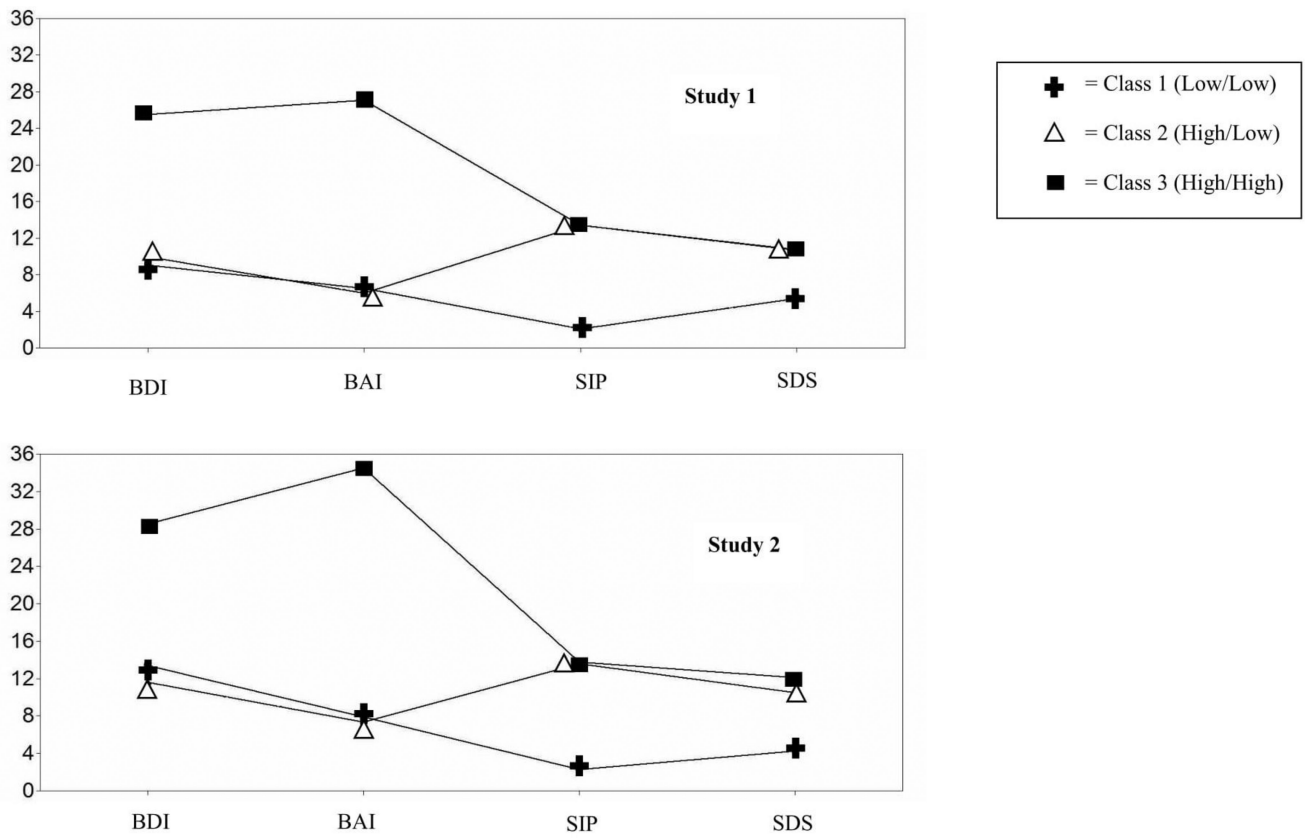 36
32
28
24
20
16
12
8
4
0
Study 1
BDI BAI SIP SDS
= Class 1 (Low/Low)
= Class 2 (High/Low)
= Class 3 (High/High)
36
32
28
24
20
16
12
8
4
0
Study 2
BDI BAI SIP SDS